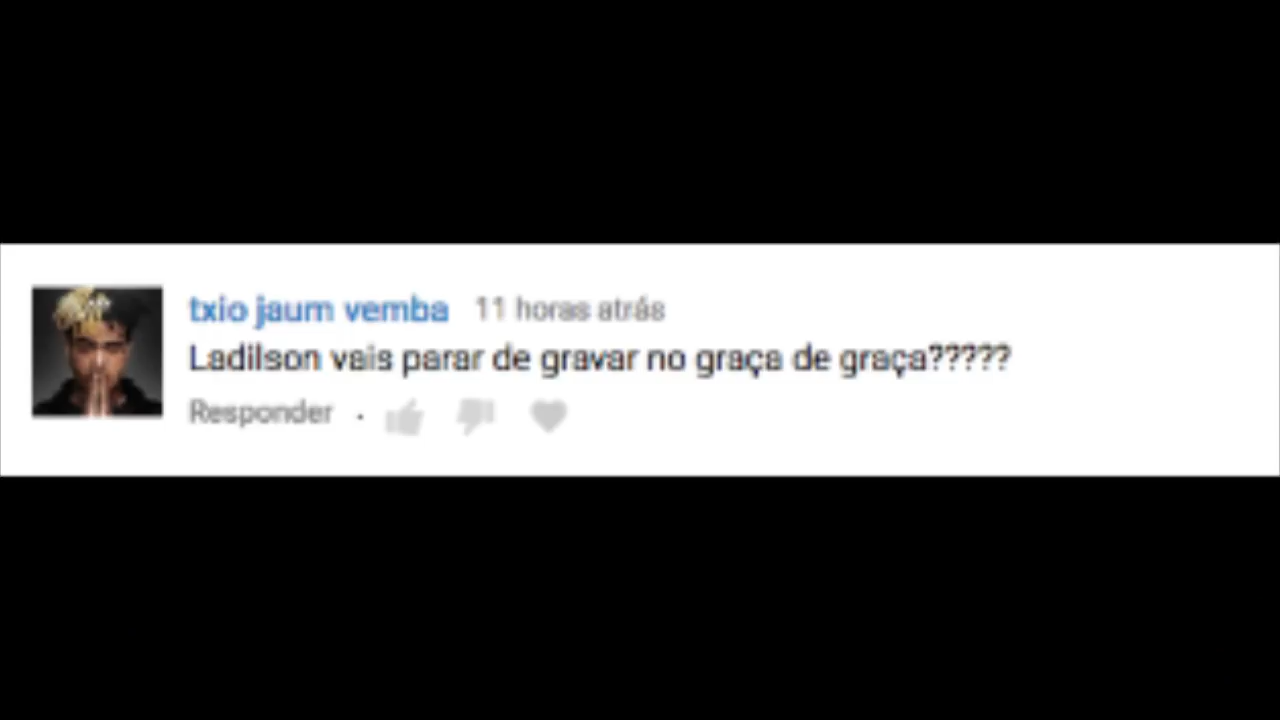 txio jaum vemba 11 horas atrás
Ladilson vais parar de gravar no graça de graça?????
Responder .